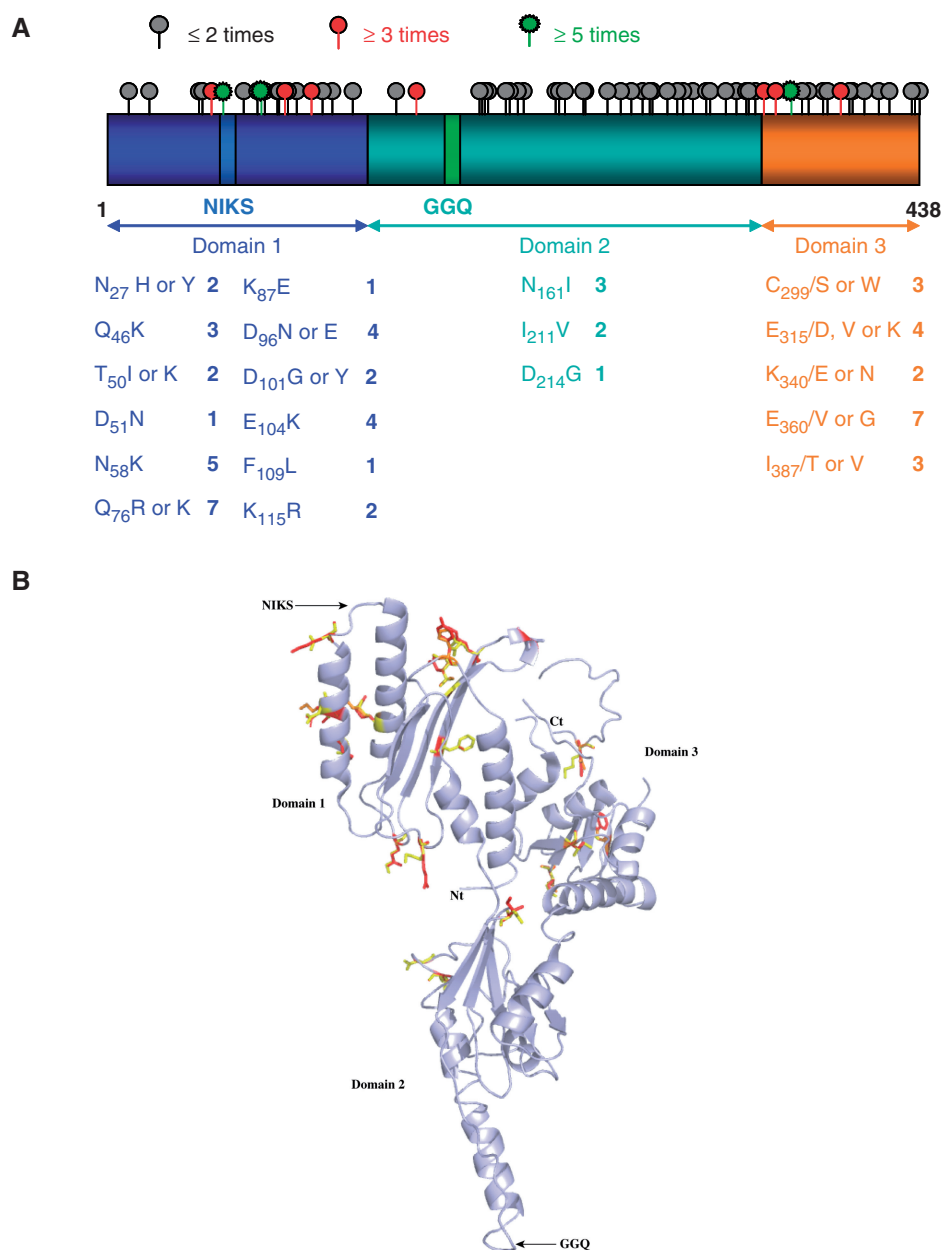 A
≤ 2 times ≥ 3 times ≥ 5 times
1 NIKS GGQ 438
Domain 1 Domain 2 Domain 3
N27 H or Y 2 K87E 1 N161I 3 C299/S or W 3
Q46K 3 D96N or E 4 I211V 2 E315/D, V or K 4
T50I or K 2 D101G or Y 2 D214G 1 K340/E or N 2
D51N 1 E104K 4 E360/V or G 7
N58K 5 F109L 1 I387/T or V 3
Q76R or K 7 K115R 2
B
NIKS
Ct
Domain 3
Domain 1
Nt
Domain 2
GGQ